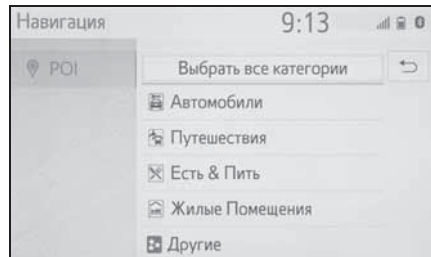 Навигация 9:13
POI
Выбрать все категории
Автомобили
Путешествия
Есть & Пить
Жилые Помещения
Другие